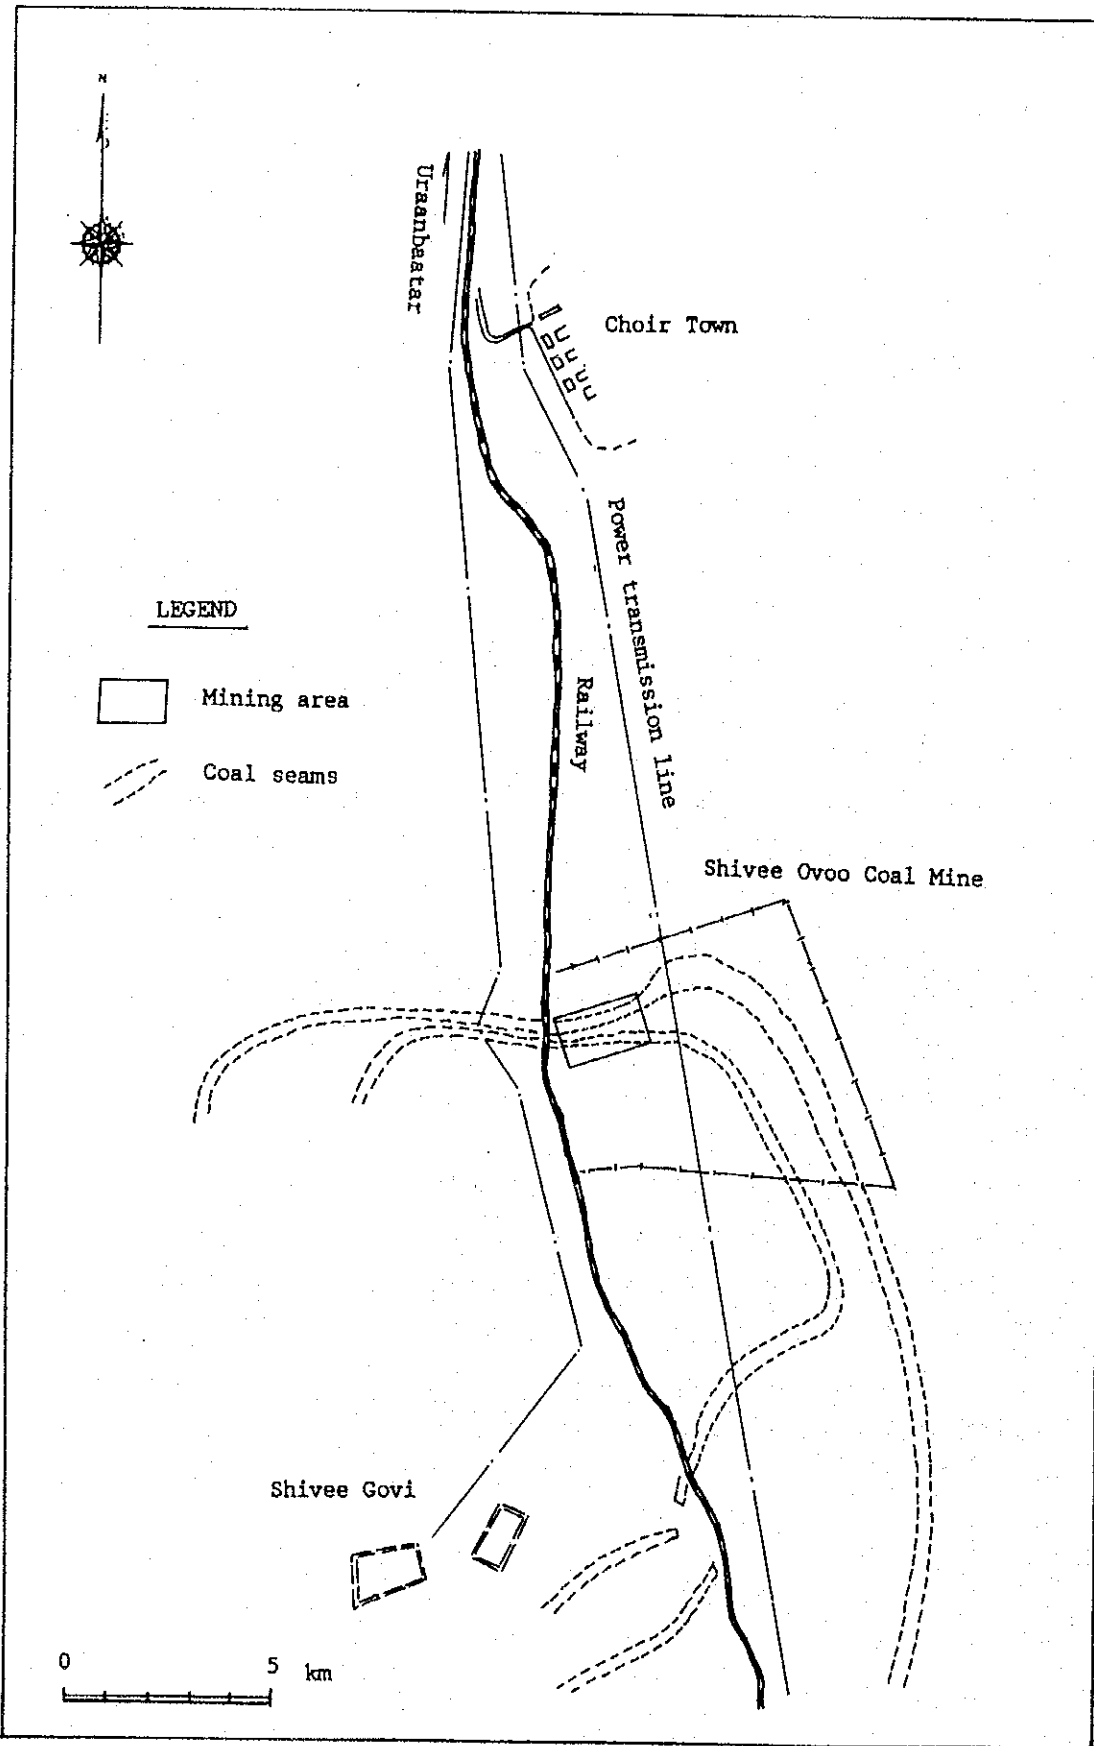 N
Uraanbaatar
Choir Town
Power transmission line
LEGEND
Mining area
Railway
Coal seams
Shivee Ovoo Coal Mine
Shivee Govi
0 5 km